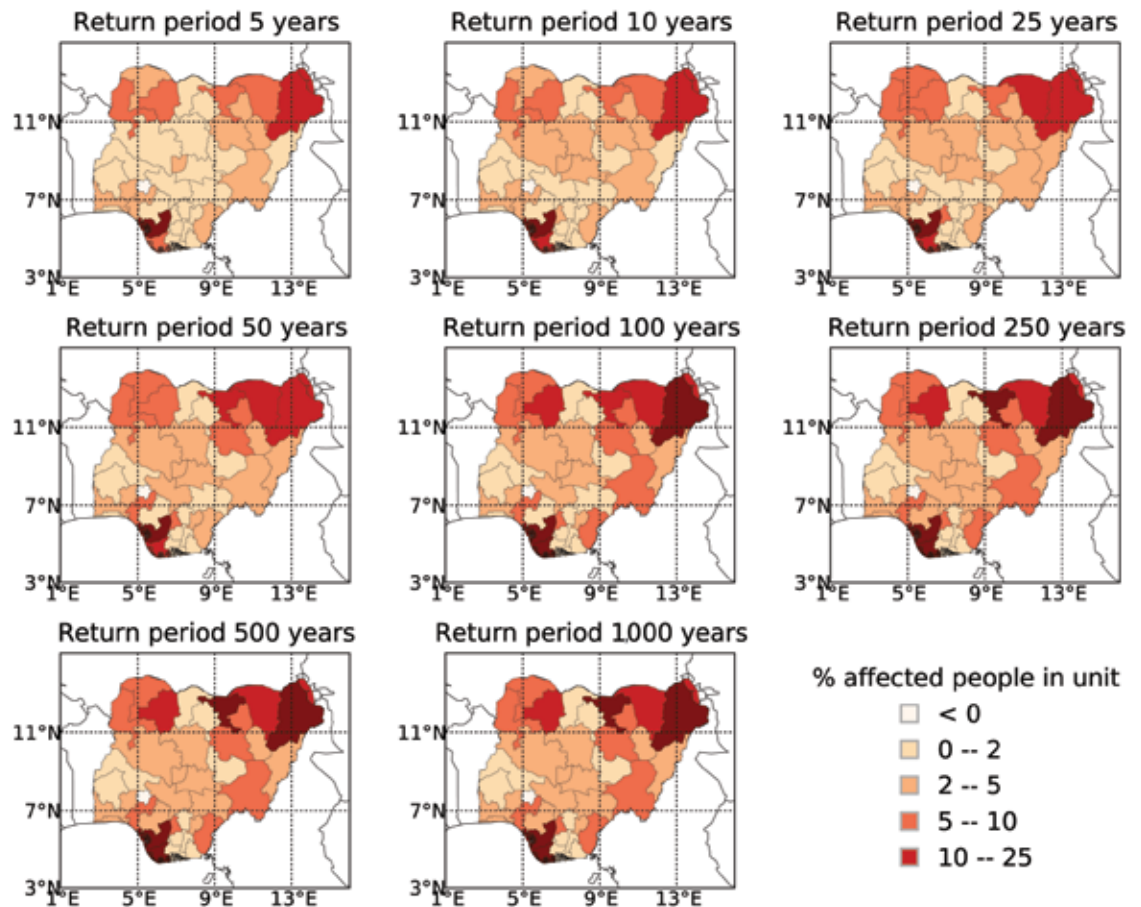 Return period 5 years
Return period 10 years
Return period 25 years
11°N
7°N
3°N
1°E 5°E 9°E 13°E
11°N
7°N
3°N
1°E 5°E 9°E 13°E
11°N
7°N
3°N
1°E 5°E 9°E 13°E
Return period 50 years
Return period 100 years
Return period 250 years
11°N
7°N
3°N
1°E 5°E 9°E 13°E
11°N
7°N
3°N
1°E 5°E 9°E 13°E
11°N
7°N
3°N
1°E 5°E 9°E 13°E
Return period 500 years
Return period 1,000 years
11°N
7°N
3°N
1°E 5°E 9°E 13°E
11°N
7°N
3°N
1°E 5°E 9°E 13°E
% affected people in unit
< 0
0 -- 2
2 -- 5
5 -- 10
10 -- 25